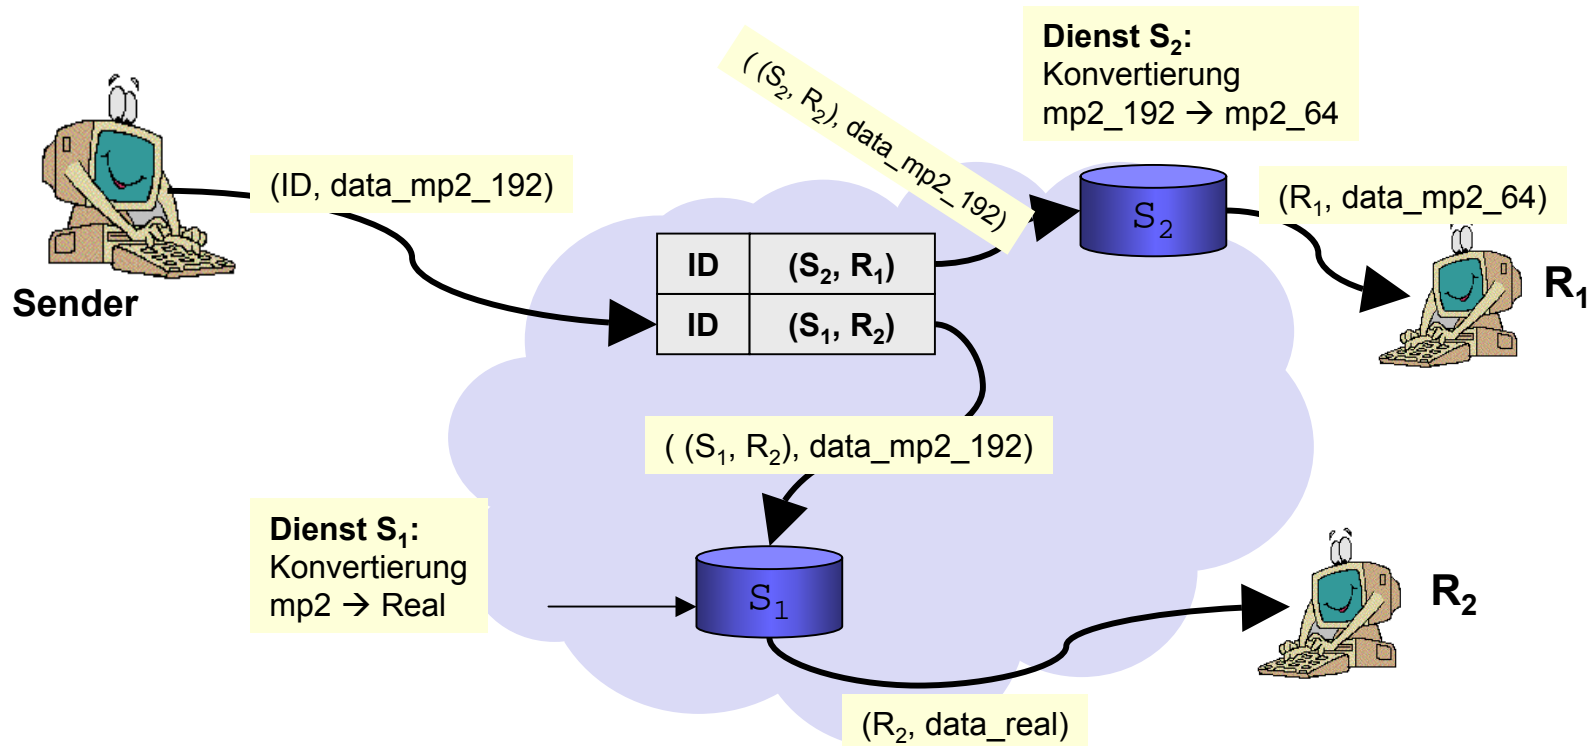 Dienst S₂:
Konvertierung
mp2_192 → mp2_64
( (S₂, R₂), data_mp2_192)
(ID, data_mp2_192)
Sender
ID (S₂, R₁)
ID (S₁, R₂)
S₂
(R₁, data_mp2_64)
R₁
( (S₁, R₂), data_mp2_192)
Dienst S₁:
Konvertierung
mp2 → Real
S₁
R₂
(R₂, data_real)